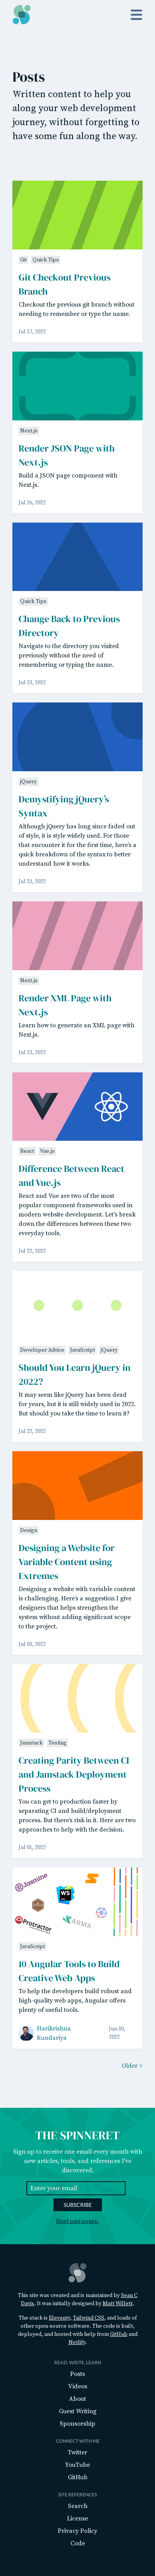 Posts
Written content to help you
along your web development
journey, without forgetting to
have some fun along the way.
Git Quick Tips
Git Checkout Previous
Branch
Checkout the previous git branch without
needing to remember or type the name.
Jul 27, 2022
Next.js
Render JSON Page with
Next.js
Build a JSON page component with
Next.js.
Jul 26, 2022
Quick Tips
Change Back to Previous
Directory
Navigate to the directory you visited
previously without the need of
remembering or typing the name.
Jul 23, 2022
jQuery
Demystifying jQuery's
Syntax
Although jQuery has long since faded out
of style, it is still widely used. For those
that encounter it for the first time, here's a
quick breakdown of the syntax to better
understand how it works.
Jul 23, 2022
Next.js
Render XML Page with
Next.js
Learn how to generate an XML page with
Next.js.
Jul 23, 2022
React Vue.js
Difference Between React
and Vue.js
React and Vue are two of the most
popular component frameworks used in
modern website development. Let's break
down the differences between these two
everyday tools.
Jul 22, 2022
Developer Advice JavaScript jQuery
Should You Learn jQuery in
2022?
It may seem like jQuery has been dead
for years, but it is still widely used in 2022.
But should you take the time to learn it?
Jul 22, 2022
Design
Designing a Website for
Variable Content using
Extremes
Designing a website with variable content
is challenging. Here's a suggestion I give
designers that helps strengthen the
system without adding significant scope
to the project.
Jul 03, 2022
Jamstack Testing
Creating Parity Between CI
and Jamstack Deployment
Process
You can get to production faster by
separating CI and build/deployment
process. But there's risk in it. Here are two
approaches to help with the decision.
Jul 01, 2022
Jasmine
WS
Protractor
KARMA
JavaScript
10 Angular Tools to Build
Creative Web Apps
To help the developers build robust and
high-quality web apps, Angular offers
plenty of useful tools.
Harikrishna
Kundariya
Jun 30,
2022
Older >
THE SPINNERET
Sign up to receive one email every month with
new articles, tools, and references I've
discovered.
Enter your email
SUBSCRIBE
Read past issues.
This site was created and is maintained by Sean C
Davis. It was initially designed by Matt Willett.
The stack is Eleventy, Tailwind CSS, and loads of
other open-source software. The code is built,
deployed, and hosted with help from GitHub and
Netlify.
READ, WRITE, LEARN
Posts
Videos
About
Guest Writing
Sponsorship
CONNECT WITH ME
Twitter
YouTube
GitHub
SITE REFERENCES
Search
License
Privacy Policy
Code